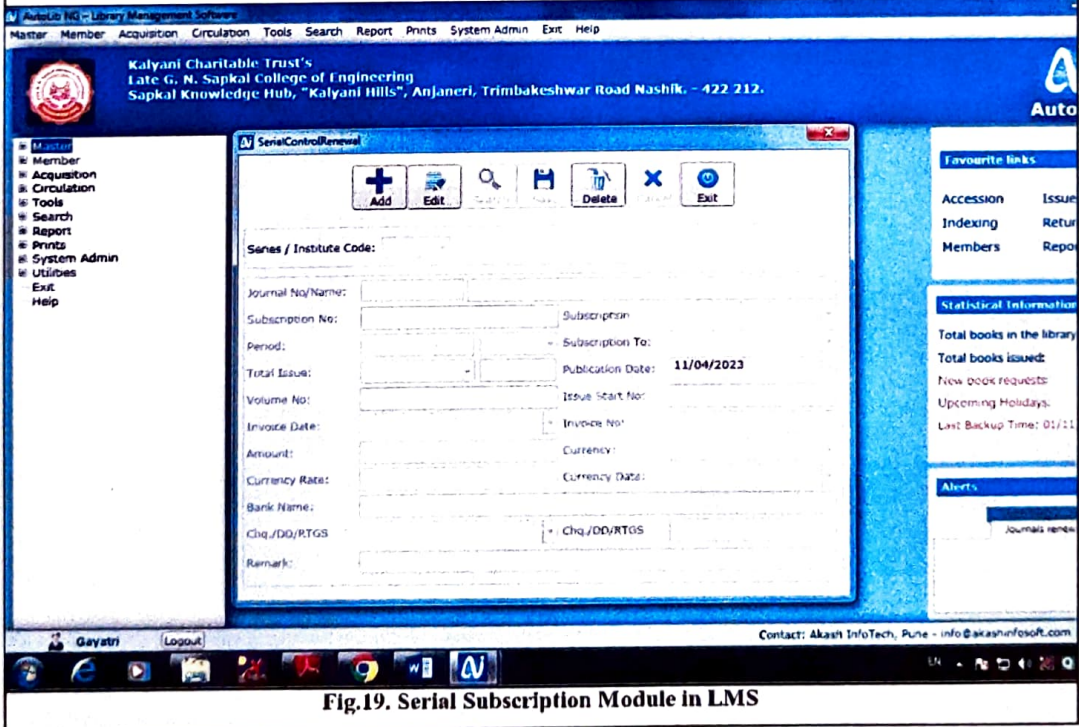 AutoLib NG - Library Management Software
Master Member Acquisition Circulation Tools Search Report Prints System Admin Exit Help
Kalyani Charitable Trust's
Late G. N. Sapkal College of Engineering
Sapkal Knowledge Hub, "Kalyani Hills", Anjaneri, Trimbakeshwar Road Nashik. - 422 212.
Auto
Master
Member
Acquisition
Circulation
Tools
Search
Report
Prints
System Admin
Utilities
Exit
Help
SerialControlRenewal
Add Edit Search Save Delete Cancel Exit
Series / Institute Code:
Journal No/Name:
Subscription No: Subscription
Period: Subscription To:
Total Issue: Publication Date: 11/04/2023
Volume No: Issue Start No:
Invoice Date: Invoice No:
Amount: Currency:
Currency Rate: Currency Date:
Bank Name:
Chq./DD/RTGS Chq./DD/RTGS
Remark:
Favourite links
Accession Issue
Indexing Retur
Members Repo
Statistical Information
Total books in the library
Total books issued:
New book requests:
Upcoming Holidays:
Last Backup Time: 01/11
Alerts
Journals renew
Gayatri Logout
Contact: Akash InfoTech, Pune - info@akashinfosoft.com
EN
Fig.19. Serial Subscription Module in LMS